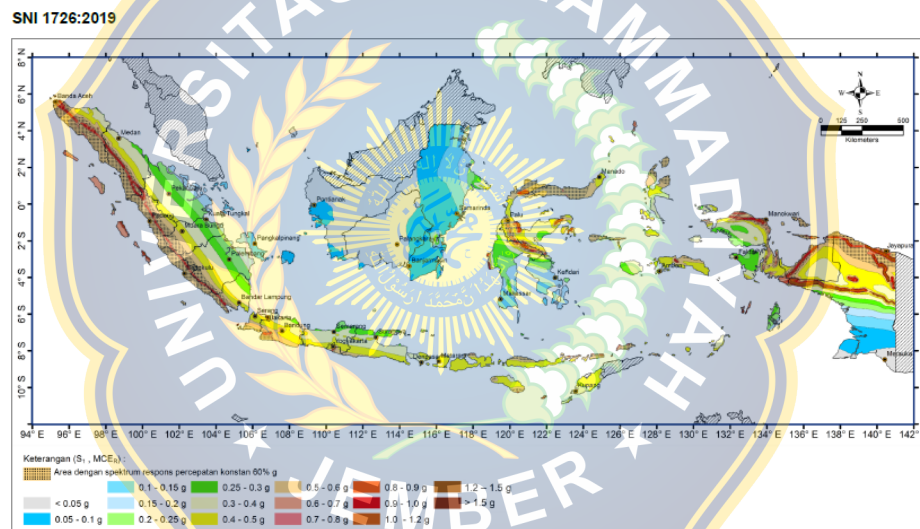 SNI 1726:2019
UNIVERSITAS MUHAMMADIYAH
JEMBER
8° N
6° N
4° N
2° N
0°
2° S
4° S
6° S
8° S
10° S
N
W E
S
0 125 250 500
Kilometers
Banda Aceh
Medan
Pekanbaru
Kuala Tungkal
Padang
Muara Bungo
Pangkalpinang
Palembang
Bengkulu
Bandar Lampung
Serang
Jakarta
Bandung
Semarang
Surabaya
Yogyakarta
Denpasar
Mataram
Kupang
Pontianak
Samarinda
Palangkaraya
Banjarmasin
Manado
Palu
Kendari
Makassar
Ambon
Manokwari
Jayapura
Merauke
94° E 96° E 98° E 100° E 102° E 104° E 106° E 108° E 110° E 112° E 114° E 116° E 118° E 120° E 122° E 124° E 126° E 128° E 130° E 132° E 134° E 136° E 138° E 140° E
Keterangan (S₁ , MCER) :
Area dengan spektrum respons percepatan konstan 60% g
0.1 - 0.15 g 0.25 - 0.3 g 0.5 - 0.6 g 0.8 - 0.9 g 1.2 - 1.5 g
< 0.05 g 0.15 - 0.2 g 0.3 - 0.4 g 0.6 - 0.7 g 0.9 - 1.0 g > 1.5 g
0.05 - 0.1 g 0.2 - 0.25 g 0.4 - 0.5 g 0.7 - 0.8 g 1.0 - 1.2 g